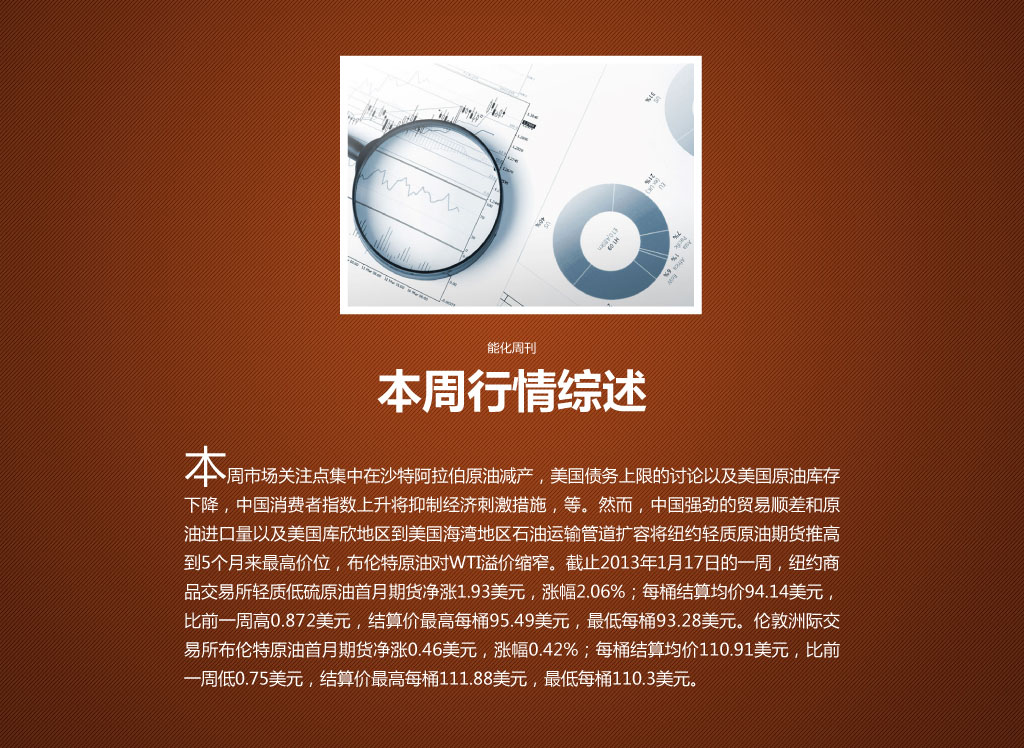 能化周刊
本周行情综述
本周市场关注点集中在沙特阿拉伯原油减产，美国债务上限的讨论以及美国原油库存
下降，中国消费者指数上升将抑制经济刺激措施，等。然而，中国强劲的贸易顺差和原
油进口量以及美国库欣地区到美国海湾地区石油运输管道扩容将纽约轻质原油期货推高
到5个月来最高价位，布伦特原油对WTI溢价缩窄。截止2013年1月17日的一周，纽约商
品交易所轻质低硫原油首月期货净涨1.93美元，涨幅2.06%；每桶结算均价94.14美元，
比前一周高0.872美元，结算价最高每桶95.49美元，最低每桶93.28美元。伦敦洲际交
易所布伦特原油首月期货净涨0.46美元，涨幅0.42%；每桶结算均价110.91美元，比前
一周低0.75美元，结算价最高每桶111.88美元，最低每桶110.3美元。